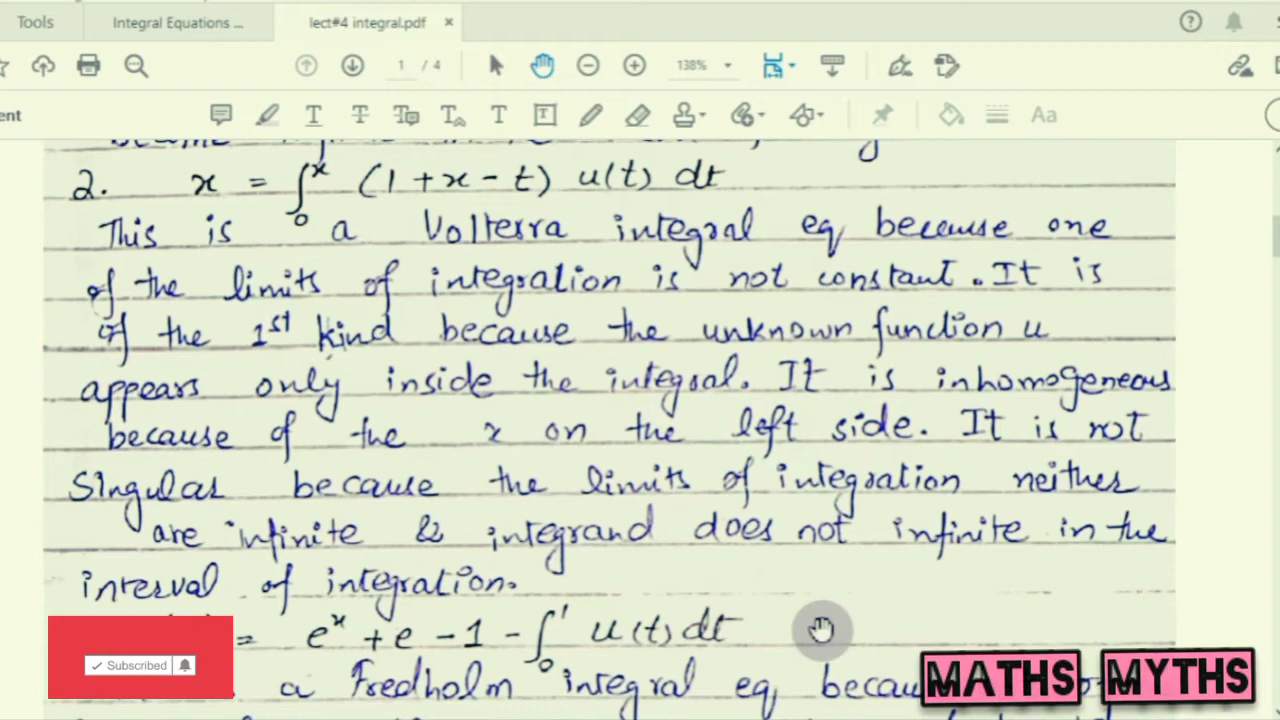 Tools Integral Equations ... lect#4 integral.pdf ×
1 / 4 138%
ent Aa
2. x = ∫₀ˣ (1 + x - t) u(t) dt
This is a Volterra integral eq because one
of the limits of integration is not constant. It is
of the 1st kind because the unknown function u
appears only inside the integral. It is inhomogeneous
because of the x on the left side. It is not
Singular because the limits of integration neither
are infinite & integrand does not infinite in the
interval of integration.
= eˣ + e - 1 - ∫₀¹ u(t) dt
a Fredholm integral eq
Subscribed
MATHS MYTHS